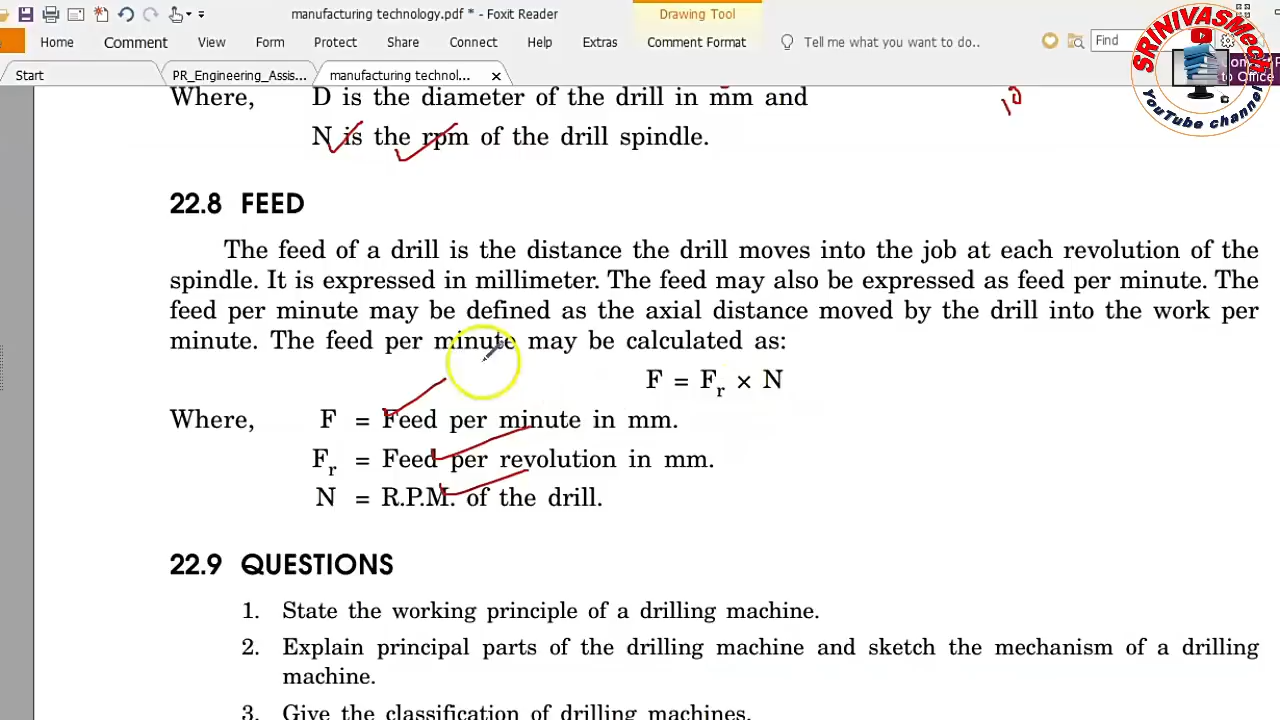 manufacturing technology.pdf * - Foxit Reader
Drawing Tool
Home Comment View Form Protect Share Connect Help Extras Comment Format Tell me what you want to do.. Find
Start PR_Engineering_Assis... manufacturing technol... to Office
SRINIVASMech
YouTube channel
Where, D is the diameter of the drill in mm and
10
N is the rpm of the drill spindle.
22.8 FEED
The feed of a drill is the distance the drill moves into the job at each revolution of the
spindle. It is expressed in millimeter. The feed may also be expressed as feed per minute. The
feed per minute may be defined as the axial distance moved by the drill into the work per
minute. The feed per minute may be calculated as:
F = Fr × N
Where, F = Feed per minute in mm.
Fr = Feed per revolution in mm.
N = R.P.M. of the drill.
22.9 QUESTIONS
1. State the working principle of a drilling machine.
2. Explain principal parts of the drilling machine and sketch the mechanism of a drilling
machine.
3. Give the classification of drilling machines.